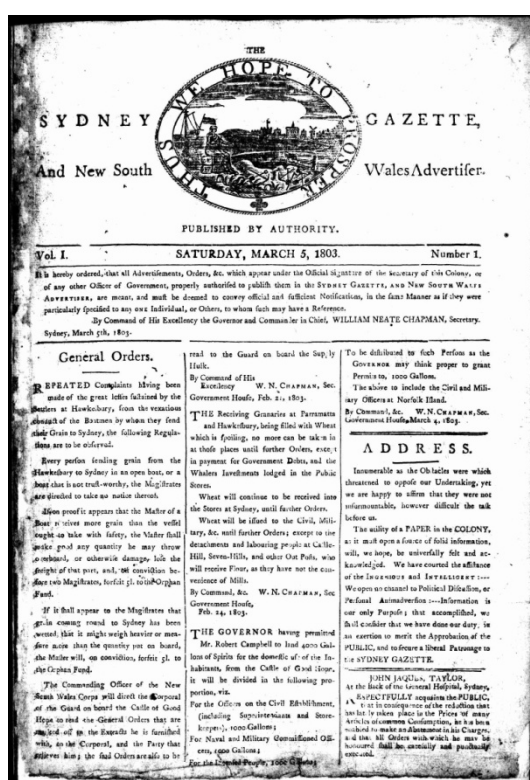 THE
SYDNEY GAZETTE,
THUS WE HOPE TO PROSPER
And New South Wales Advertiſer.
PUBLISHED BY AUTHORITY.
Vol. I. SATURDAY, MARCH 5, 1803. Number 1.
It is hereby ordered, that all Advertiſements, Orders, &c. which appear under the Official Signature of the Secretary of this Colony, or
of any other Officer of Government, properly authoriſed to publiſh them in the SYDNEY GAZETTE, AND NEW SOUTH WALES
ADVERTISER, are meant, and muſt be deemed to convey official and ſufficient Notifications, in the ſame Manner as if they were
particularly ſpecified to any one Individual, or Others, to whom ſuch may have a Reference.
By Command of His Excellency the Governor and Commander in Chief, WILLIAM NEATE CHAPMAN, Secretary.
Sydney, March 5th, 1803.
General Orders.
REPEATED Complaints having been
made of the great loſſes ſuſtained by the
Settlers at Hawkeſbury, from the vexatious
conduct of the Boatmen by whom they ſend
their Grain to Sydney, the following Regula-
tions are to be obſerved.
Every perſon ſending grain from the
Hawkeſbury to Sydney in an open boat, or a
boat that is not truſt-worthy, the Magiſtrates
are directed to take no notice thereof.
If on proof it appears that the Maſter of a
Boat receives more grain than the veſſel
ought to take with ſafety, the Maſter ſhall
make good any quantity he may throw
overboard, or otherwiſe damage, loſe the
freight of that part, and, on conviction be-
fore two Magiſtrates, forfeit 5l. to the Orphan
Fund.
If it ſhall appear to the Magiſtrates that
grain coming round to Sydney has been
wetted, that it might weigh heavier or mea-
ſure more than the quantity put on board,
the Maſter will, on conviction, forfeit 5l. to
the Orphan Fund.
The Commanding Officer of the New
South Wales Corps will direct the Corporal
of the Guard on board the Caſtle of Good
Hope to read the General Orders that are
marked off in the Extracts he is furniſhed
with, to the Corporal, and the Party that
relieves him; the ſaid Orders are alſo to be
read to the Guard on board the Supply
Hulk.
By Command of His
Excellency W. N. CHAPMAN, Sec.
Government Houſe, Feb. 21, 1803.
THE Receiving Granaries at Parramatta
and Hawkeſbury, being filled with Wheat
which is ſpoiling, no more can be taken in
at thoſe places until further Orders, except
in payment for Government Debts, and the
Whalers Inveſtments lodged in the Public
Stores.
Wheat will continue to be received into
the Stores at Sydney, until further Orders.
Wheat will be iſſued to the Civil, Mili-
tary, &c. until further Orders; except to the
detachments and labouring people at Caſtle-
Hill, Seven-Hills, and other Out Poſts, who
will receive Flour, as they have not the con-
venience of Mills.
By Command, &c. W. N. CHAPMAN, Sec
Government Houſe,
Feb. 24, 1803.
THE GOVERNOR having permitted
Mr. Robert Campbell to land 4000 Gal-
lons of Spirits for the domeſtic uſe of the In-
habitants, from the Caſtle of Good Hope,
it will be divided in the following pro-
portion, viz.
For the Officers on the Civil Eſtabliſhment,
(including Superintendants and Store-
keepers), 1000 Gallons;
For Naval and Military Commiſſioned Offi-
cers, 1000 Gallons;
For the Licenſed People, 1000 Gallons;
To be diſtributed to ſuch Perſons as the
GOVERNOR may think proper to grant
Permits to, 1000 Gallons.
The above to include the Civil and Mili-
tary Officers at Norfolk Iſland.
By Command, &c. W. N. CHAPMAN, Sec.
Government Houſe, March 4, 1803.
ADDRESS.
Innumerable as the Obſtacles were which
threatened to oppoſe our Undertaking, yet
we are happy to affirm that they were not
inſurmountable, however difficult the taſk
before us.
The utility of a PAPER in the COLONY,
as it muſt open a ſource of ſolid information,
will, we hope, be univerſally felt and ac-
knowledged. We have courted the aſſiſtance
of the INGENIOUS and INTELLIGENT :---
We open no channel to Political Diſcuſſion, or
Perſonal Animadverſion :---Information is
our only Purpoſe; that accompliſhed, we
ſhall conſider that we have done our duty, in
an exertion to merit the Approbation of the
PUBLIC, and to ſecure a liberal Patronage to
the SYDNEY GAZETTE.
JOHN JAQUES, TAYLOR,
At the Back of the General Hoſpital, Sydney,
RESPECTFULLY acquaints the PUBLIC,
that in conſequence of the reduction that
has lately taken place in the Prices of many
Articles of common Conſumption, he has been
enabled to make an Abatement in his Charges,
and that all Orders with which he may be
honoured ſhall be carefully and punctually
executed.